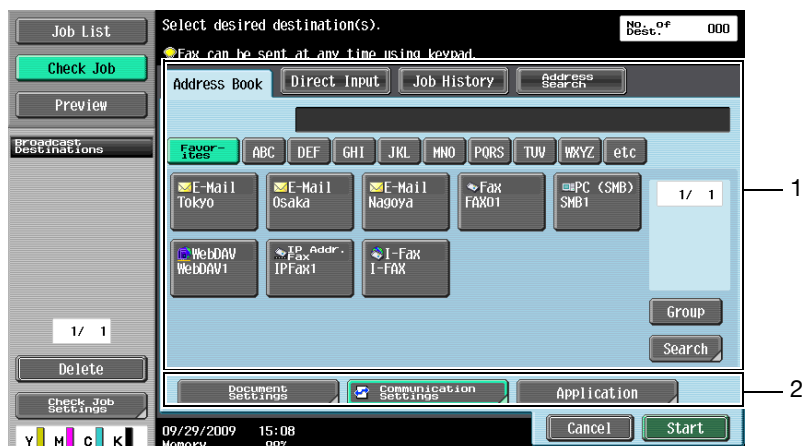 Job List
Check Job
Preview
Broadcast
Destinations
1/ 1
Delete
Check Job
Settings
Y M C K
Select desired destination(s).
No. of
Dest. 000
Fax can be sent at any time using keypad.
Address Book
Direct Input
Job History
Address
Search
Favor-
ites
ABC
DEF
GHI
JKL
MNO
PQRS
TUV
WXYZ
etc
E-Mail
Tokyo
E-Mail
Osaka
E-Mail
Nagoya
Fax
FAX01
PC (SMB)
SMB1
1/ 1
WebDAV
WebDAV1
IP Addr.
Fax
IPFax1
I-Fax
I-FAX
Group
Search
1
Document
Settings
Communication
Settings
Application
2
09/29/2009 15:08
Memory 99%
Cancel
Start